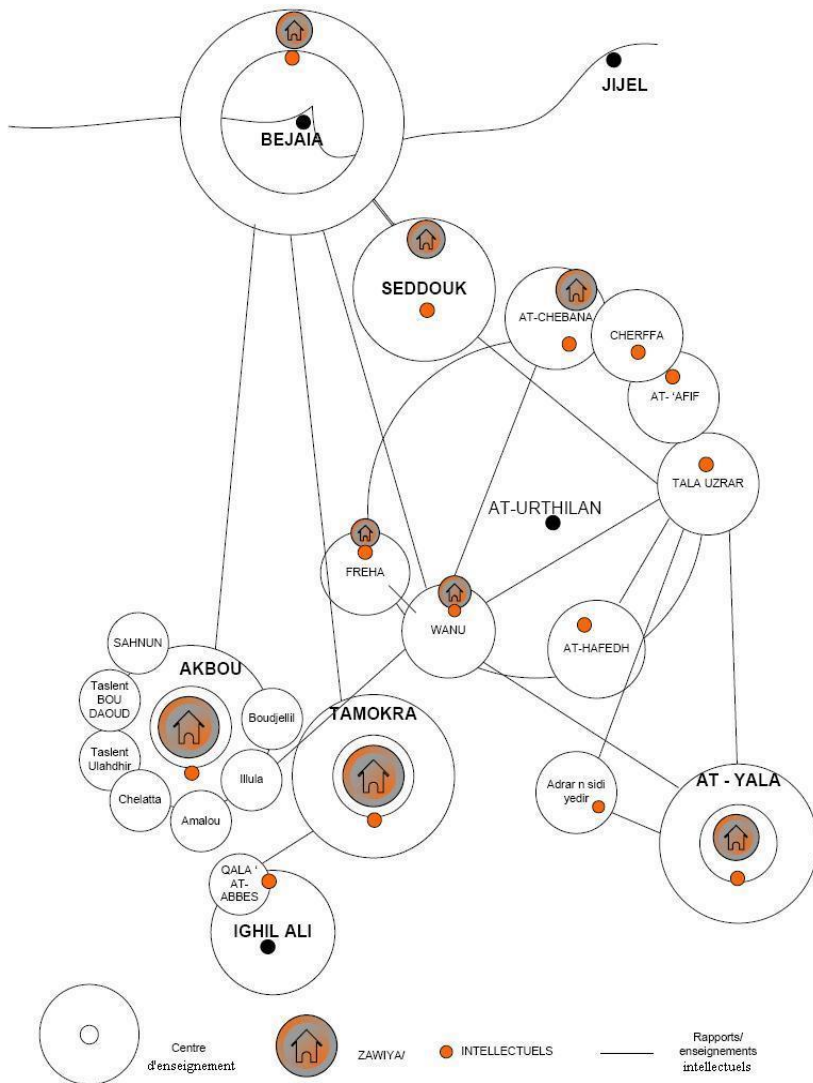 JIJEL
BEJAIA
SEDDOUK
AT-CHEBANA
CHERFFA
AT- 'AFIF
TALA UZRAR
AT-URTHILAN
FREHA
WANU
AT-HAFEDH
SAHNUN
AKBOU
Taslent
BOU
DAOUD
Boudjellil
TAMOKRA
Taslent
Ulahdhir
Illula
Chelatta
Amalou
Adrar n sidi
yedir
AT - YALA
QALA '
AT-
ABBES
IGHIL ALI
Centre
d'enseignement
ZAWIYA/
INTELLECTUELS
Rapports/
enseignements
intellectuels